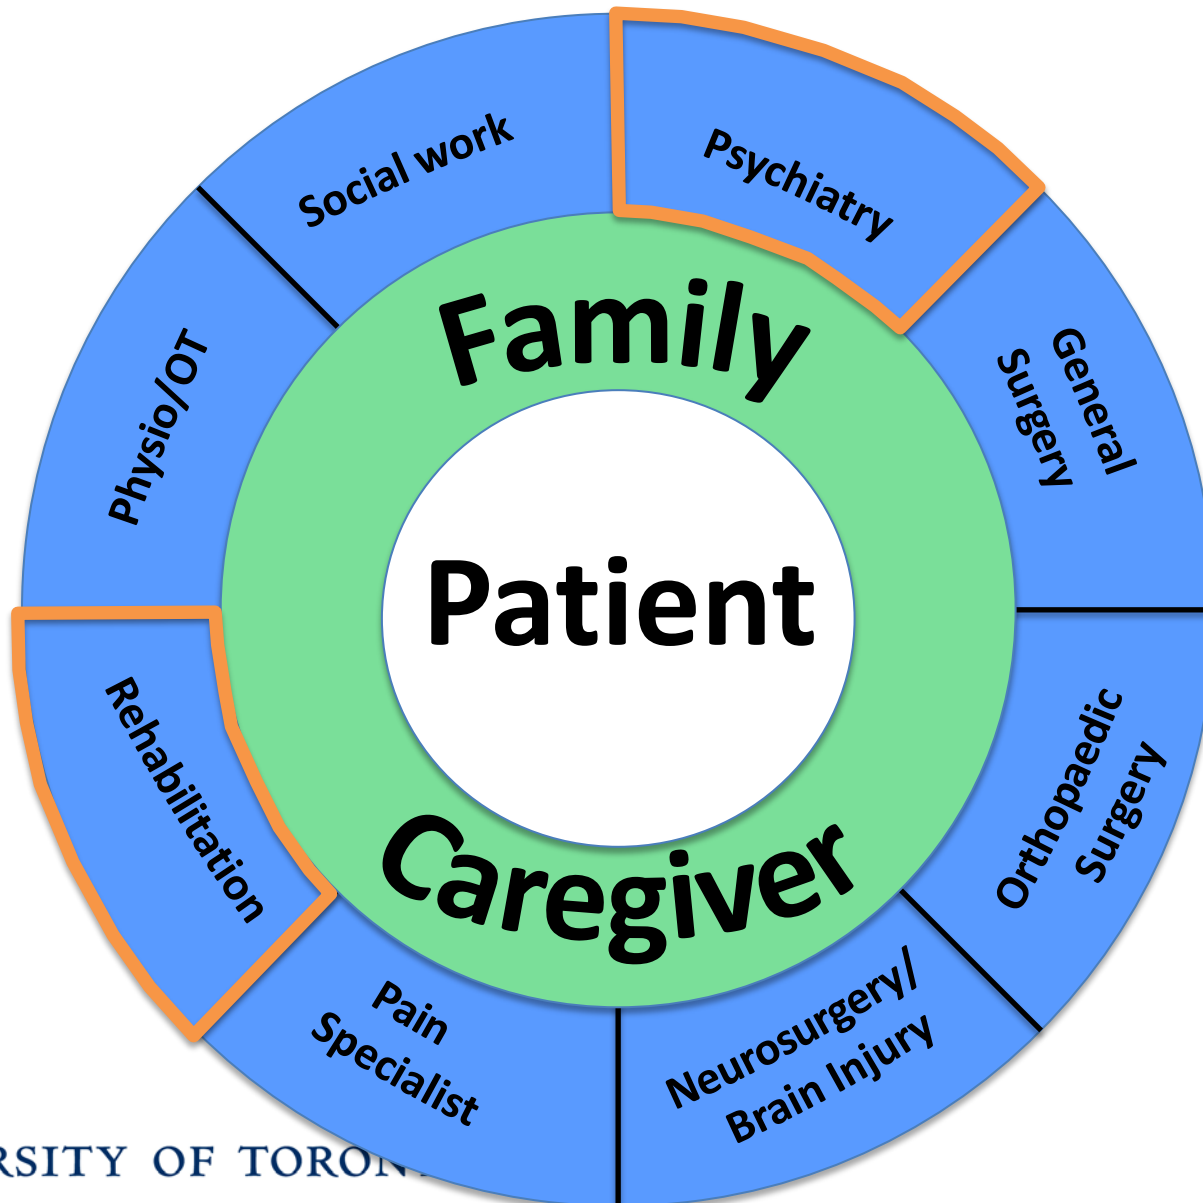 Social work
Psychiatry
General
Surgery
Physio/OT
Family
Patient
Caregiver
Rehabilitation
Orthopaedic
Surgery
Pain
Specialist
Neurosurgery/
Brain Injury
RSITY OF TORON